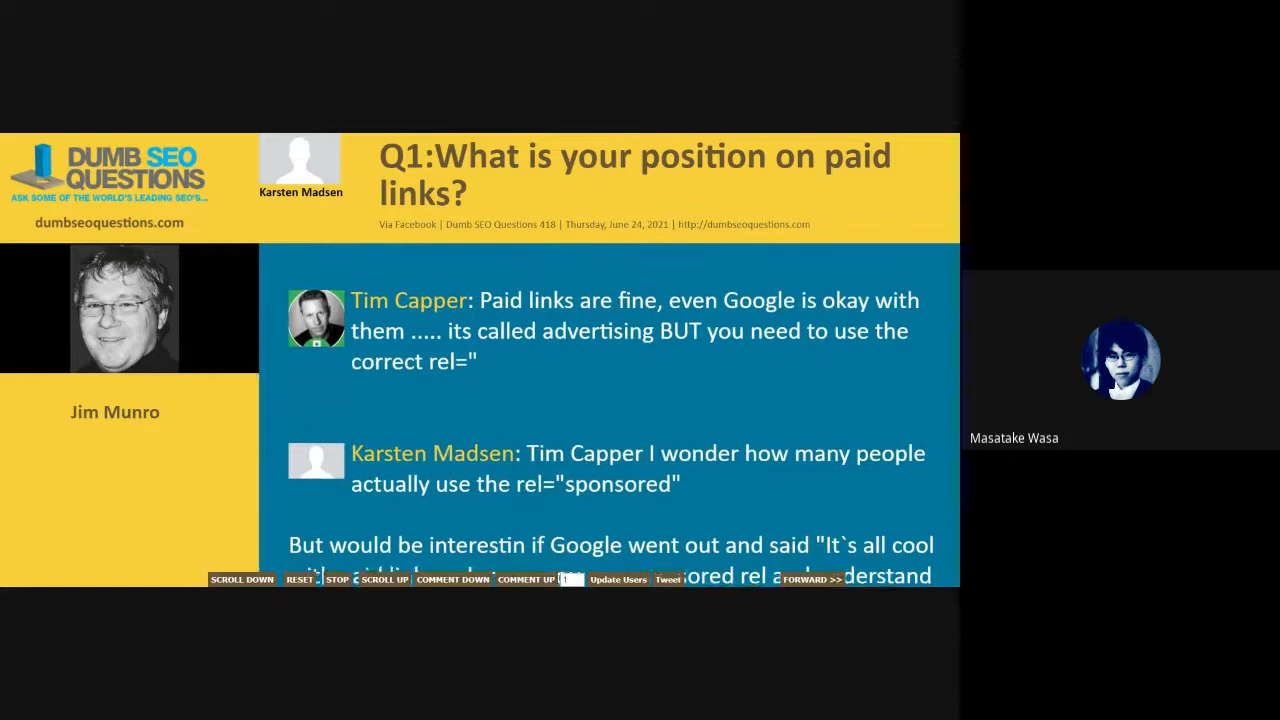 DUMB SEO
QUESTIONS
ASK SOME OF THE WORLD'S LEADING SEO'S...
dumbseoquestions.com
Karsten Madsen
Q1:What is your position on paid
links?
Via Facebook | Dumb SEO Questions 418 | Thursday, June 24, 2021 | http://dumbseoquestions.com
Jim Munro
Tim Capper: Paid links are fine, even Google is okay with
them ..... its called advertising BUT you need to use the
correct rel="
Karsten Madsen: Tim Capper I wonder how many people
actually use the rel="sponsored"
But would be interestin if Google went out and said "It`s all cool
rel
SCROLL DOWN RESET STOP SCROLL UP COMMENT DOWN COMMENT UP 1 Update Users Tweet FORWARD >>
Masatake Wasa